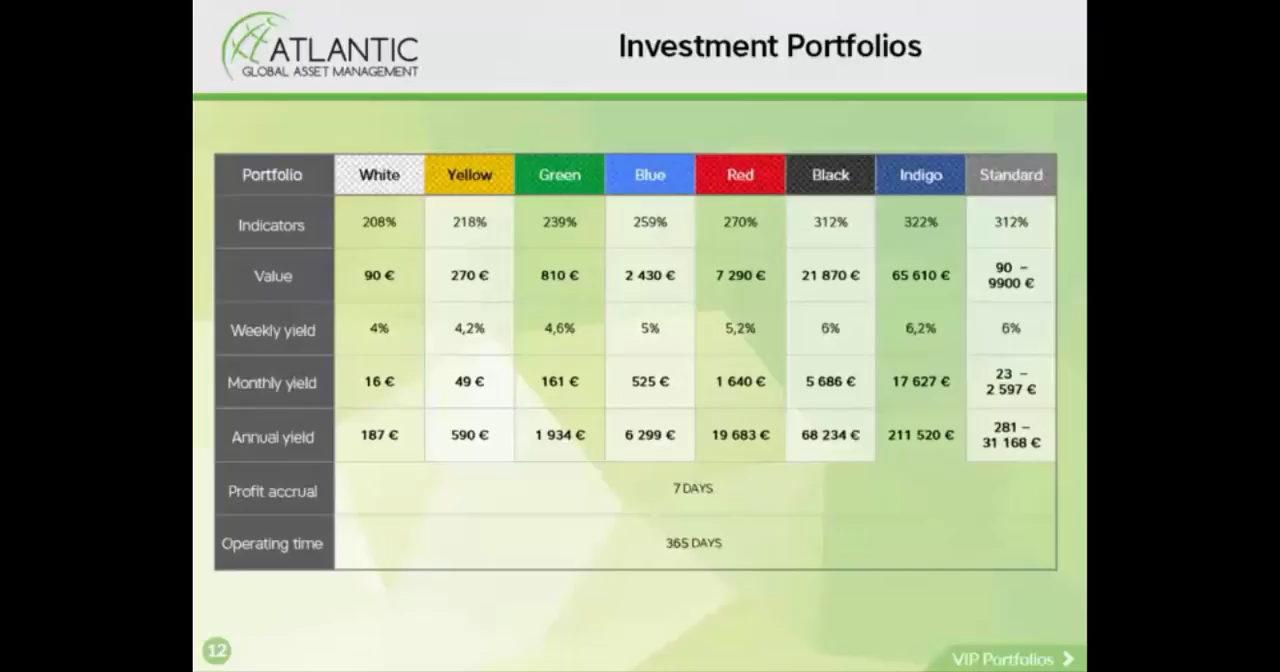 ATLANTIC
GLOBAL ASSET MANAGEMENT
Investment Portfolios
Portfolio White Yellow Green Blue Red Black Indigo Standard
Indicators 208% 218% 239% 259% 270% 312% 322% 312%
Value 90 € 270 € 810 € 2 430 € 7 290 € 21 870 € 65 610 € 90 –
9900 €
Weekly yield 4% 4,2% 4,6% 5% 5,2% 6% 6,2% 6%
Monthly yield 16 € 49 € 161 € 525 € 1 640 € 5 686 € 17 627 € 23 –
2 597 €
Annual yield 187 € 590 € 1 934 € 6 299 € 19 683 € 68 234 € 211 520 € 281 –
31 168 €
Profit accrual 7 DAYS
Operating time 365 DAYS
12
VIP Portfolios